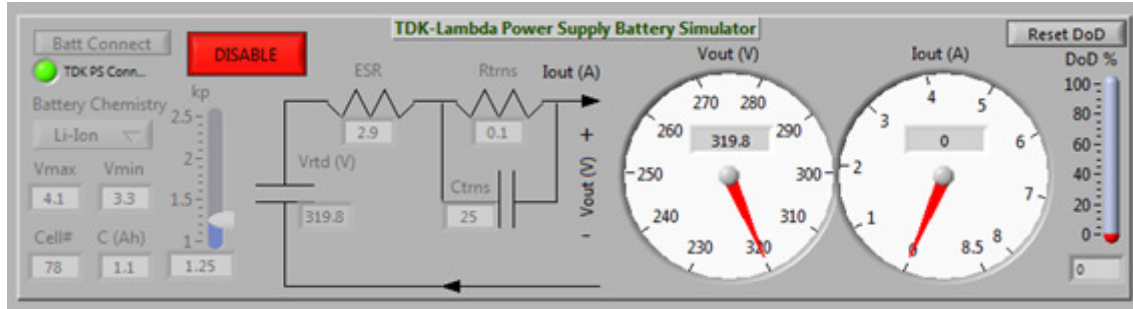 TDK-Lambda Power Supply Battery Simulator
Batt Connect
TDK PS Conn...
DISABLE
Battery Chemistry
Li-Ion
Vmax
Vmin
4.1
3.3
Cell#
C (Ah)
78
1.1
kp
2.5
2
1.5
1
1.25
ESR
2.9
Rtrns
0.1
Iout (A)
Vrtd (V)
319.8
Ctrns
25
+
Vout (V)
-
Vout (V)
319.8
230
240
250
260
270
280
290
300
310
320
Iout (A)
0
0
1
2
3
4
5
6
7
8
8.5
Reset DoD
DoD %
100
80
60
40
20
0
0